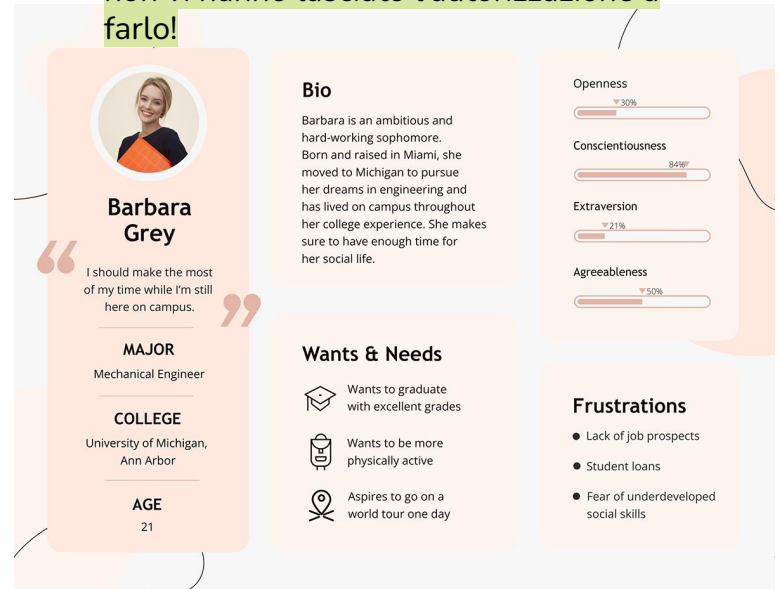 farlo!
Barbara
Grey
“
I should make the most
of my time while I’m still
here on campus.
”
MAJOR
Mechanical Engineer
COLLEGE
University of Michigan,
Ann Arbor
AGE
21
Bio
Barbara is an ambitious and
hard-working sophomore.
Born and raised in Miami, she
moved to Michigan to pursue
her dreams in engineering and
has lived on campus throughout
her college experience. She makes
sure to have enough time for
her social life.
Wants & Needs
Wants to graduate
with excellent grades
Wants to be more
physically active
Aspires to go on a
world tour one day
Openness
30%
Conscientiousness
84%
Extraversion
21%
Agreeableness
50%
Frustrations
Lack of job prospects
Student loans
Fear of underdeveloped
social skills